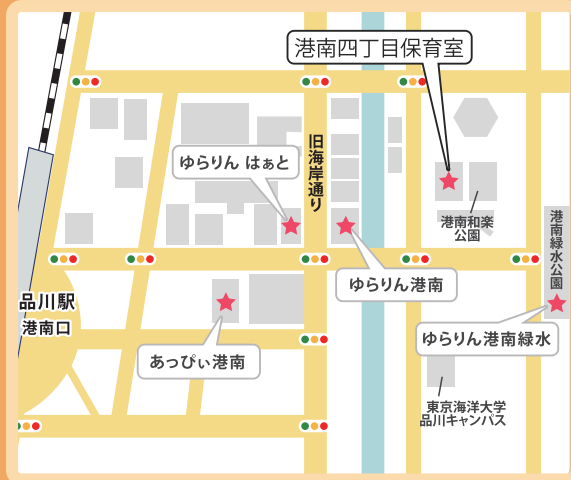 港南四丁目保育室
旧海岸通り
ゆらりん はぁと
港南和楽
公園
港南緑水公園
ゆらりん港南
品川駅
港南口
ゆらりん港南緑水
あっぴぃ港南
東京海洋大学
品川キャンパス